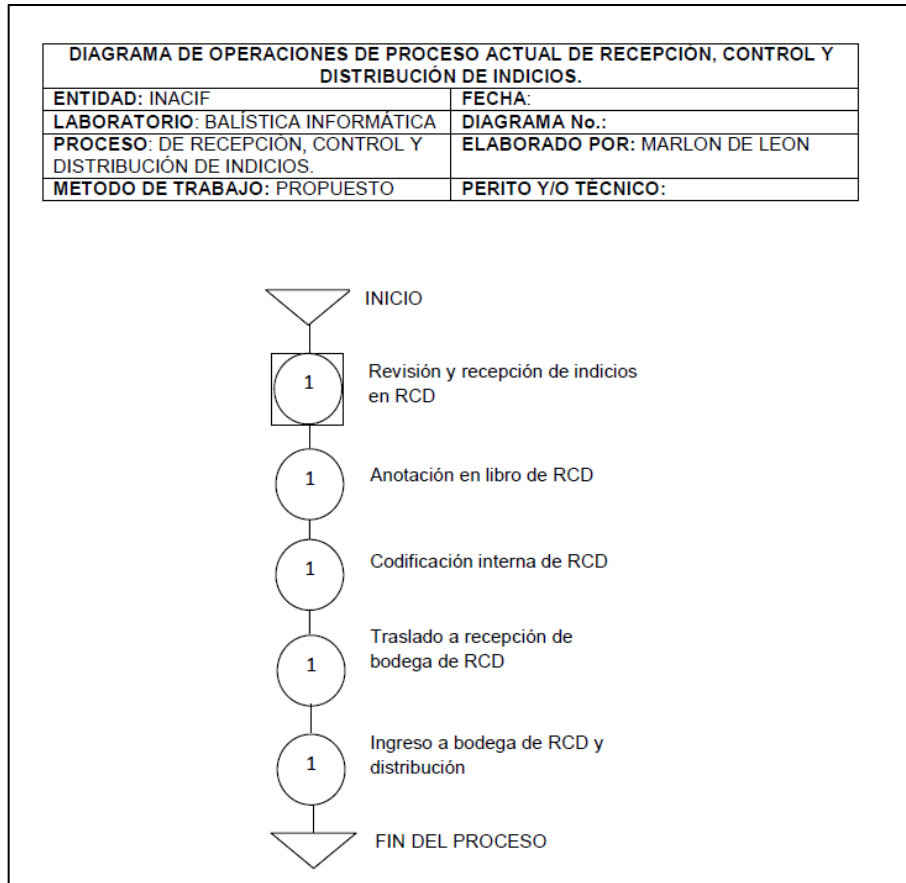 DIAGRAMA DE OPERACIONES DE PROCESO ACTUAL DE RECEPCIÓN, CONTROL Y
DISTRIBUCIÓN DE INDICIOS.
ENTIDAD: INACIF
FECHA:
LABORATORIO: BALÍSTICA INFORMÁTICA
DIAGRAMA No.:
PROCESO: DE RECEPCIÓN, CONTROL Y
DISTRIBUCIÓN DE INDICIOS.
ELABORADO POR: MARLON DE LEON
METODO DE TRABAJO: PROPUESTO
PERITO Y/O TÉCNICO:
INICIO
1
Revisión y recepción de indicios
en RCD
1
Anotación en libro de RCD
1
Codificación interna de RCD
1
Traslado a recepción de
bodega de RCD
1
Ingreso a bodega de RCD y
distribución
FIN DEL PROCESO